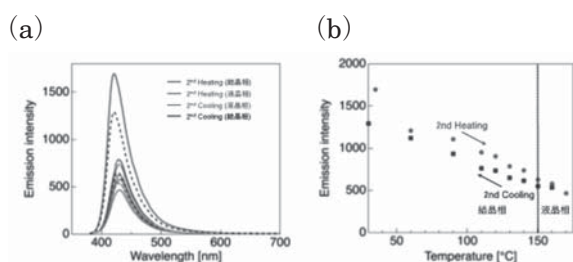 (a)
(b)
Emission intensity
1500
1000
500
0
400
500
600
700
Wavelength [nm]
2nd Heating (結晶相)
2nd Heating (液晶相)
2nd Cooling (液晶相)
2nd Cooling (結晶相)
Emission intensity
2000
1500
1000
500
0
50
100
150
Temperature [°C]
2nd Heating
2nd Cooling
結晶相
液晶相